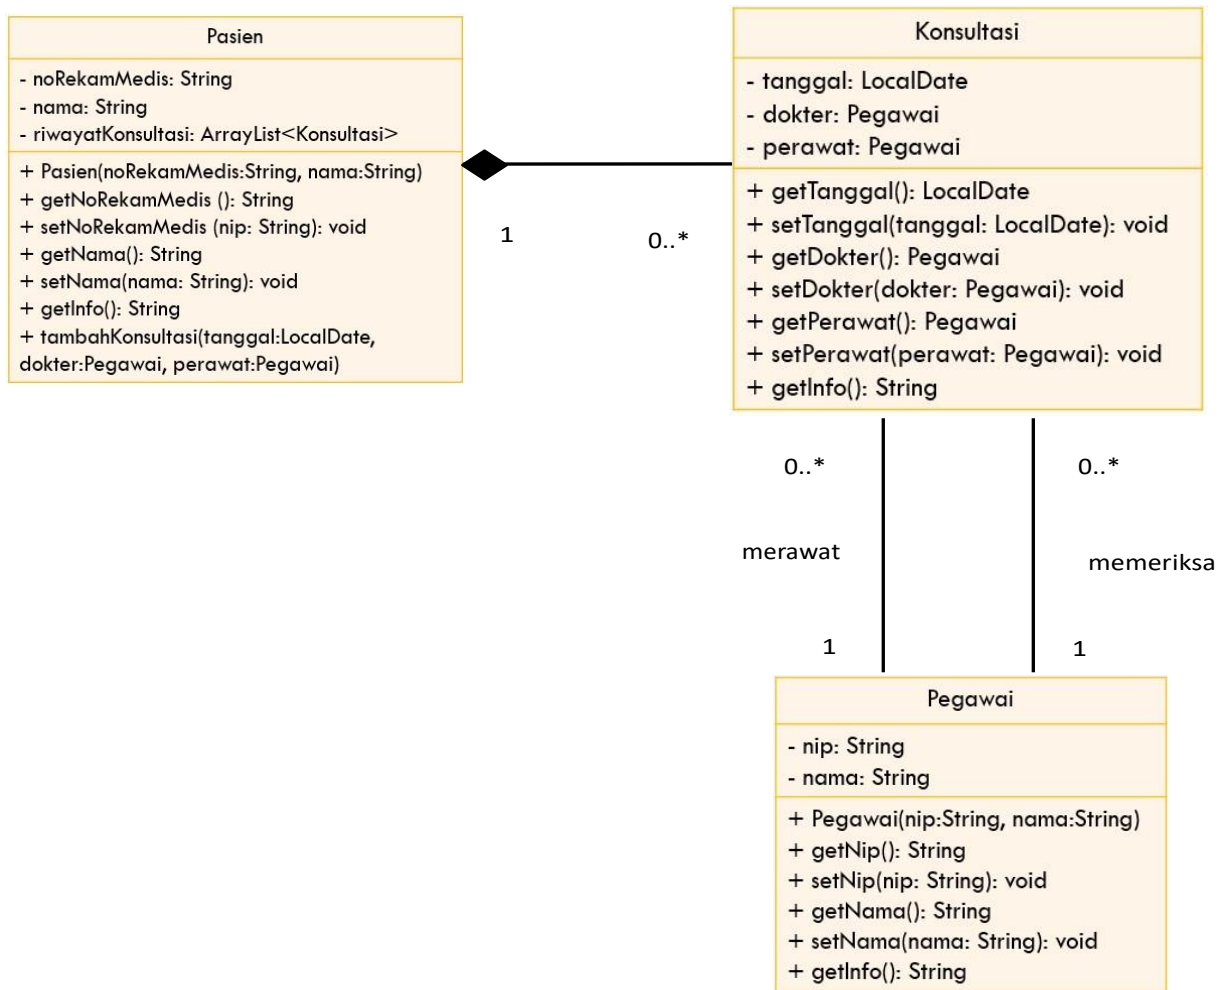 Pasien
- noRekamMedis: String
- nama: String
- riwayatKonsultasi: ArrayList<Konsultasi>
+ Pasien(noRekamMedis:String, nama:String)
+ getNoRekamMedis (): String
+ setNoRekamMedis (nip: String): void
+ getNama(): String
+ setNama(nama: String): void
+ getInfo(): String
+ tambahKonsultasi(tanggal:LocalDate,
dokter:Pegawai, perawat:Pegawai)
1
0..*
Konsultasi
- tanggal: LocalDate
- dokter: Pegawai
- perawat: Pegawai
+ getTanggal(): LocalDate
+ setTanggal(tanggal: LocalDate): void
+ getDokter(): Pegawai
+ setDokter(dokter: Pegawai): void
+ getPerawat(): Pegawai
+ setPerawat(perawat: Pegawai): void
+ getInfo(): String
0..*
0..*
merawat
memeriksa
1
1
Pegawai
- nip: String
- nama: String
+ Pegawai(nip:String, nama:String)
+ getNip(): String
+ setNip(nip: String): void
+ getNama(): String
+ setNama(nama: String): void
+ getInfo(): String